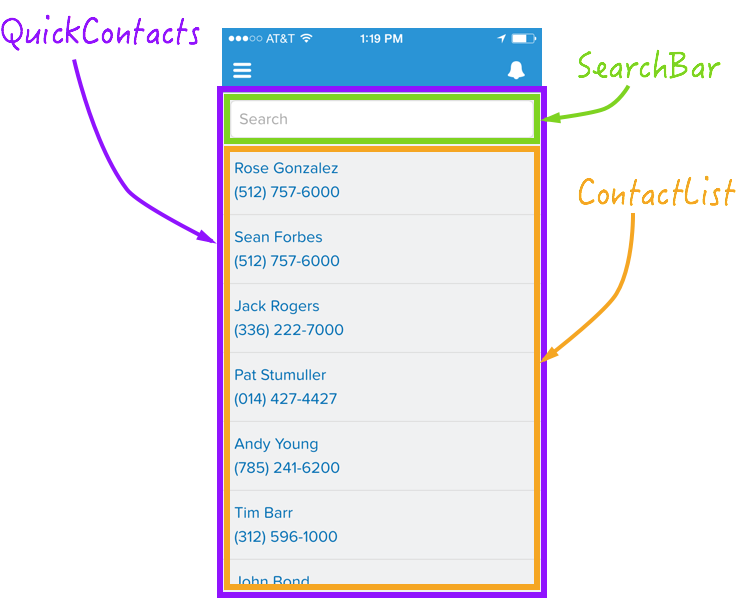 QuickContacts
AT&T 1:19 PM
SearchBar
Search
ContactList
Rose Gonzalez
(512) 757-6000
Sean Forbes
(512) 757-6000
Jack Rogers
(336) 222-7000
Pat Stumuller
(014) 427-4427
Andy Young
(785) 241-6200
Tim Barr
(312) 596-1000
John Bond